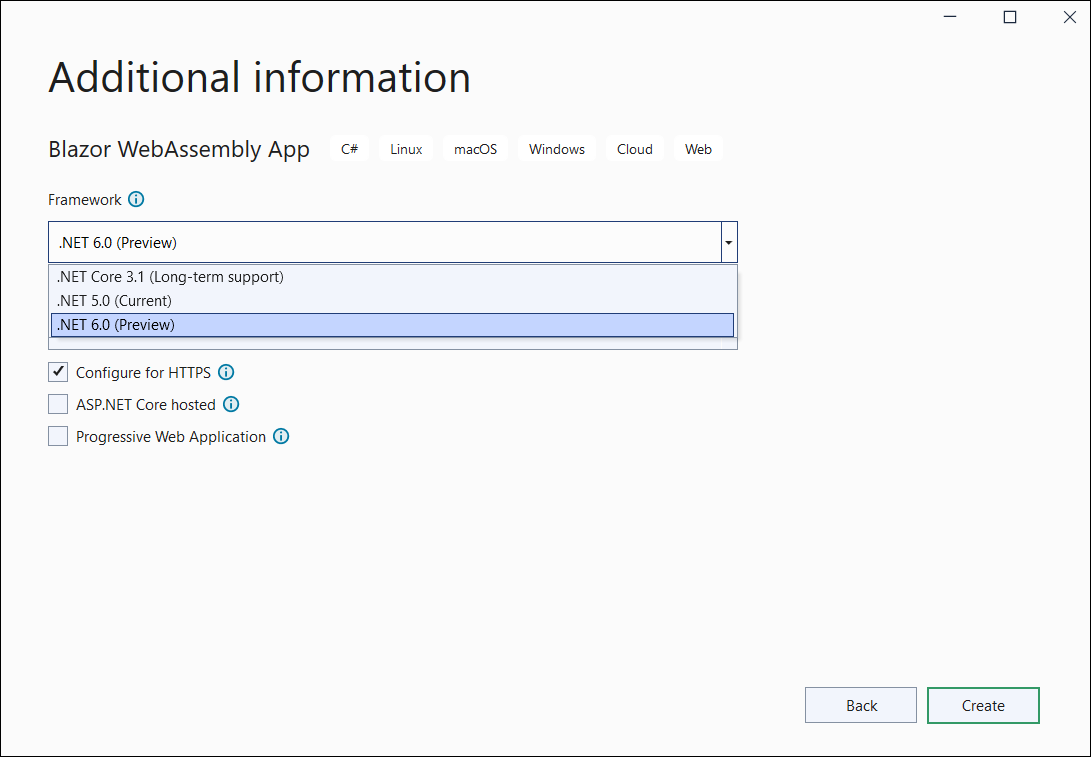 Additional information
Blazor WebAssembly App C# Linux macOS Windows Cloud Web
Framework
.NET 6.0 (Preview)
.NET Core 3.1 (Long-term support)
.NET 5.0 (Current)
.NET 6.0 (Preview)
Configure for HTTPS
ASP.NET Core hosted
Progressive Web Application
Back Create